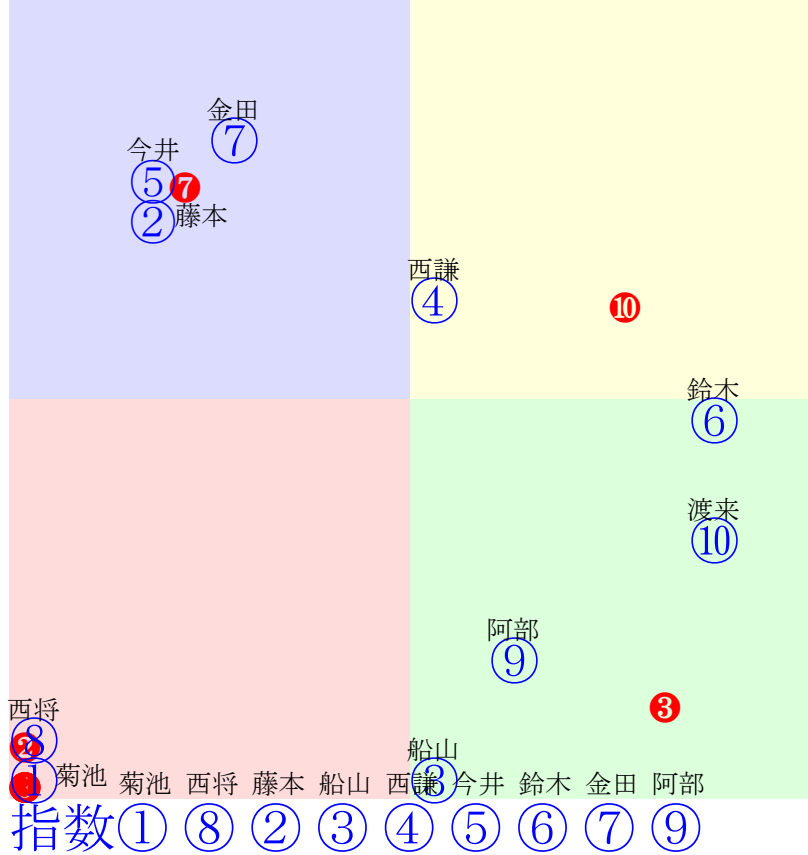 金田
⑦
今井
⑤ ❼
② 藤本
西謙
④ ❿
鈴木
⑥
渡来
⑩
阿部
⑨
❸
西将
⑧
船山
① 菊池 ③
菊池 西将 藤本 船山 西謙 今井 鈴木 金田 阿部
指数① ⑧ ② ③ ④ ⑤ ⑥ ⑦ ⑨